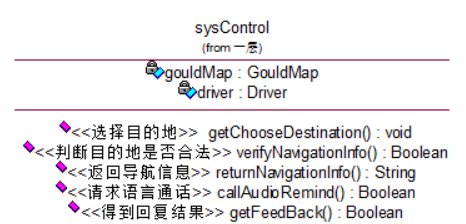 sysControl
(from 一层)
gouldMap : GouldMap
driver : Driver
<<选择目的地>> getChooseDestination() : void
<<判断目的地是否合法>> verifyNavigationInfo() : Boolean
<<返回导航信息>> returnNavigationInfo() : String
<<请求语言通话>> callAudioRemind() : Boolean
<<得到回复结果>> getFeedBack() : Boolean